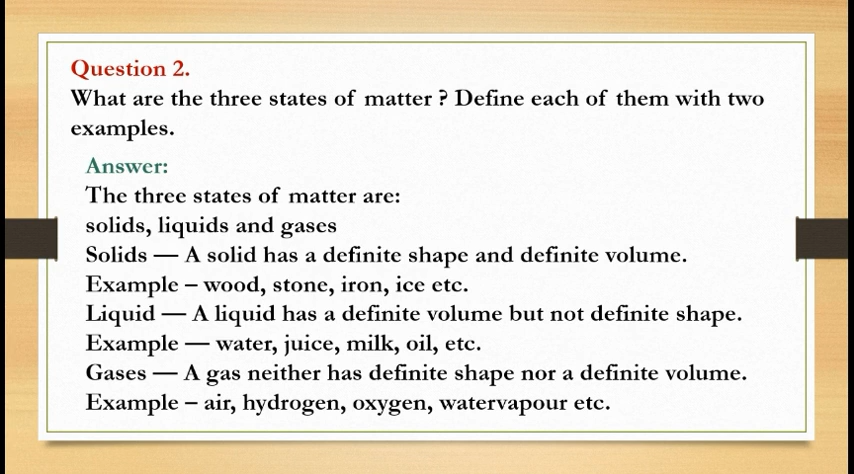 Question 2.
What are the three states of matter ? Define each of them with two
examples.
Answer:
The three states of matter are:
solids, liquids and gases
Solids — A solid has a definite shape and definite volume.
Example – wood, stone, iron, ice etc.
Liquid — A liquid has a definite volume but not definite shape.
Example — water, juice, milk, oil, etc.
Gases — A gas neither has definite shape nor a definite volume.
Example – air, hydrogen, oxygen, watervapour etc.